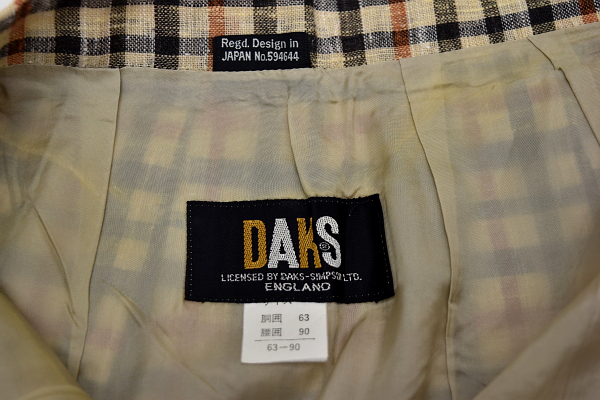 Regd. Design in
JAPAN No.594644
DAKS®
LICENSED BY DAKS-SIMPSON LTD.
ENGLAND
胴囲 63
腰囲 90
63-90